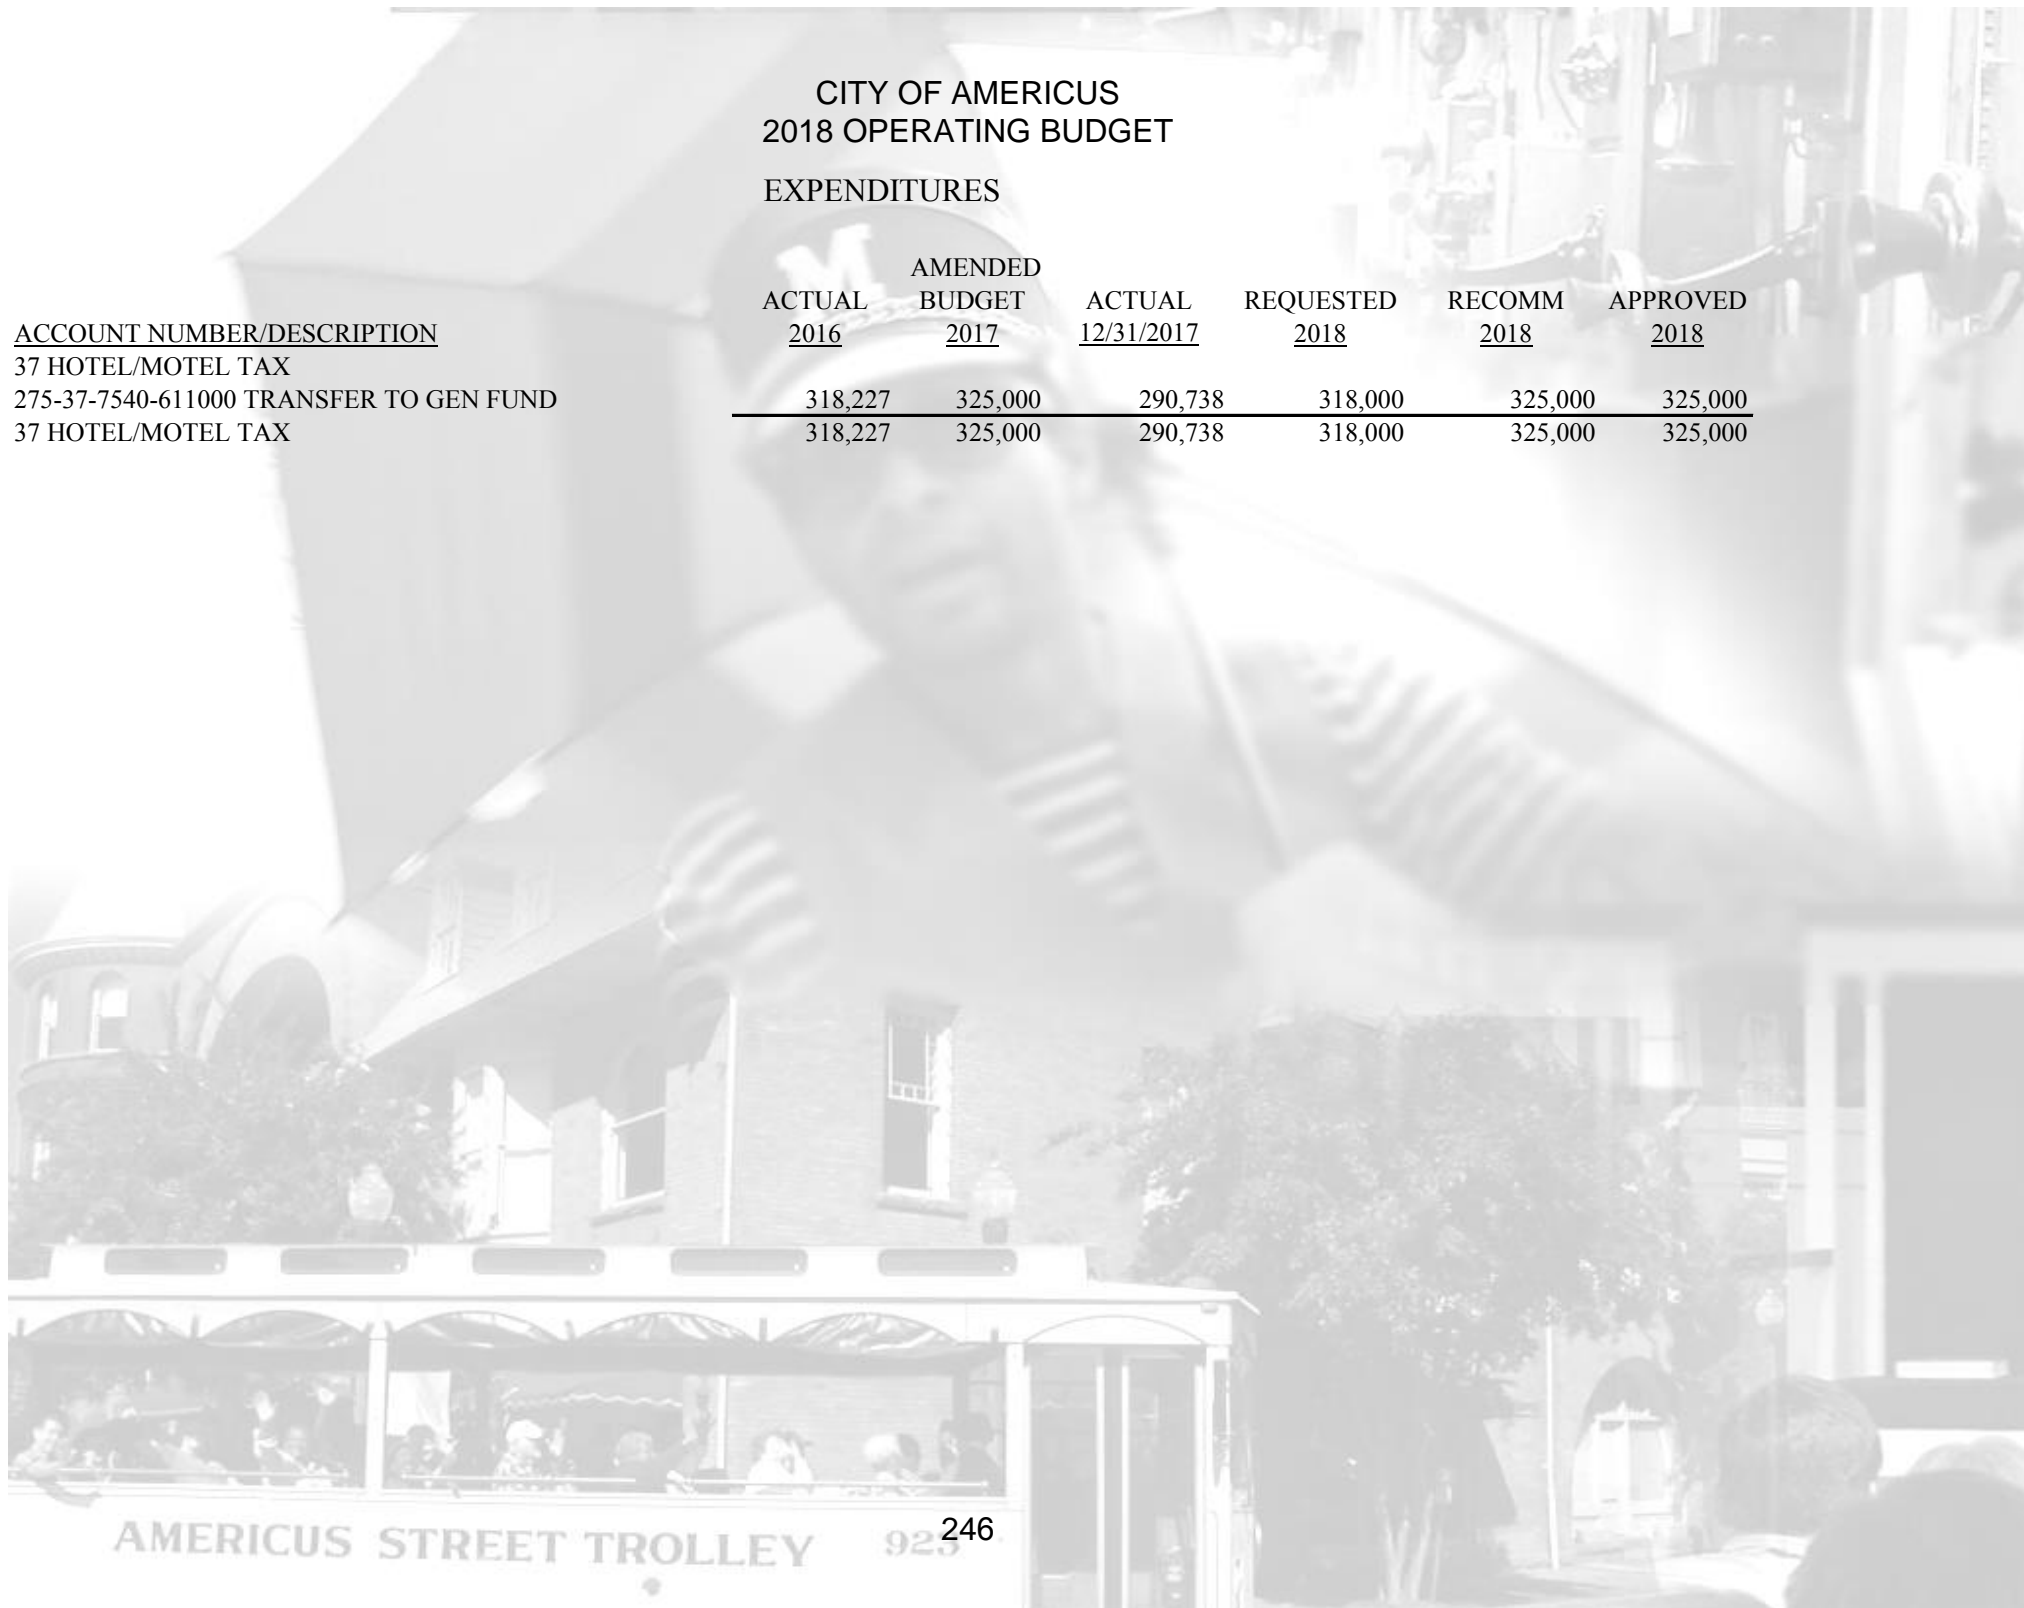 CITY OF AMERICUS
2018 OPERATING BUDGET
EXPENDITURES
AMENDED
ACTUAL BUDGET ACTUAL REQUESTED RECOMM APPROVED
ACCOUNT NUMBER/DESCRIPTION 2016 2017 12/31/2017 2018 2018 2018
37 HOTEL/MOTEL TAX
275-37-7540-611000 TRANSFER TO GEN FUND 318,227 325,000 290,738 318,000 325,000 325,000
37 HOTEL/MOTEL TAX 318,227 325,000 290,738 318,000 325,000 325,000
M
AMERICUS STREET TROLLEY 925
246